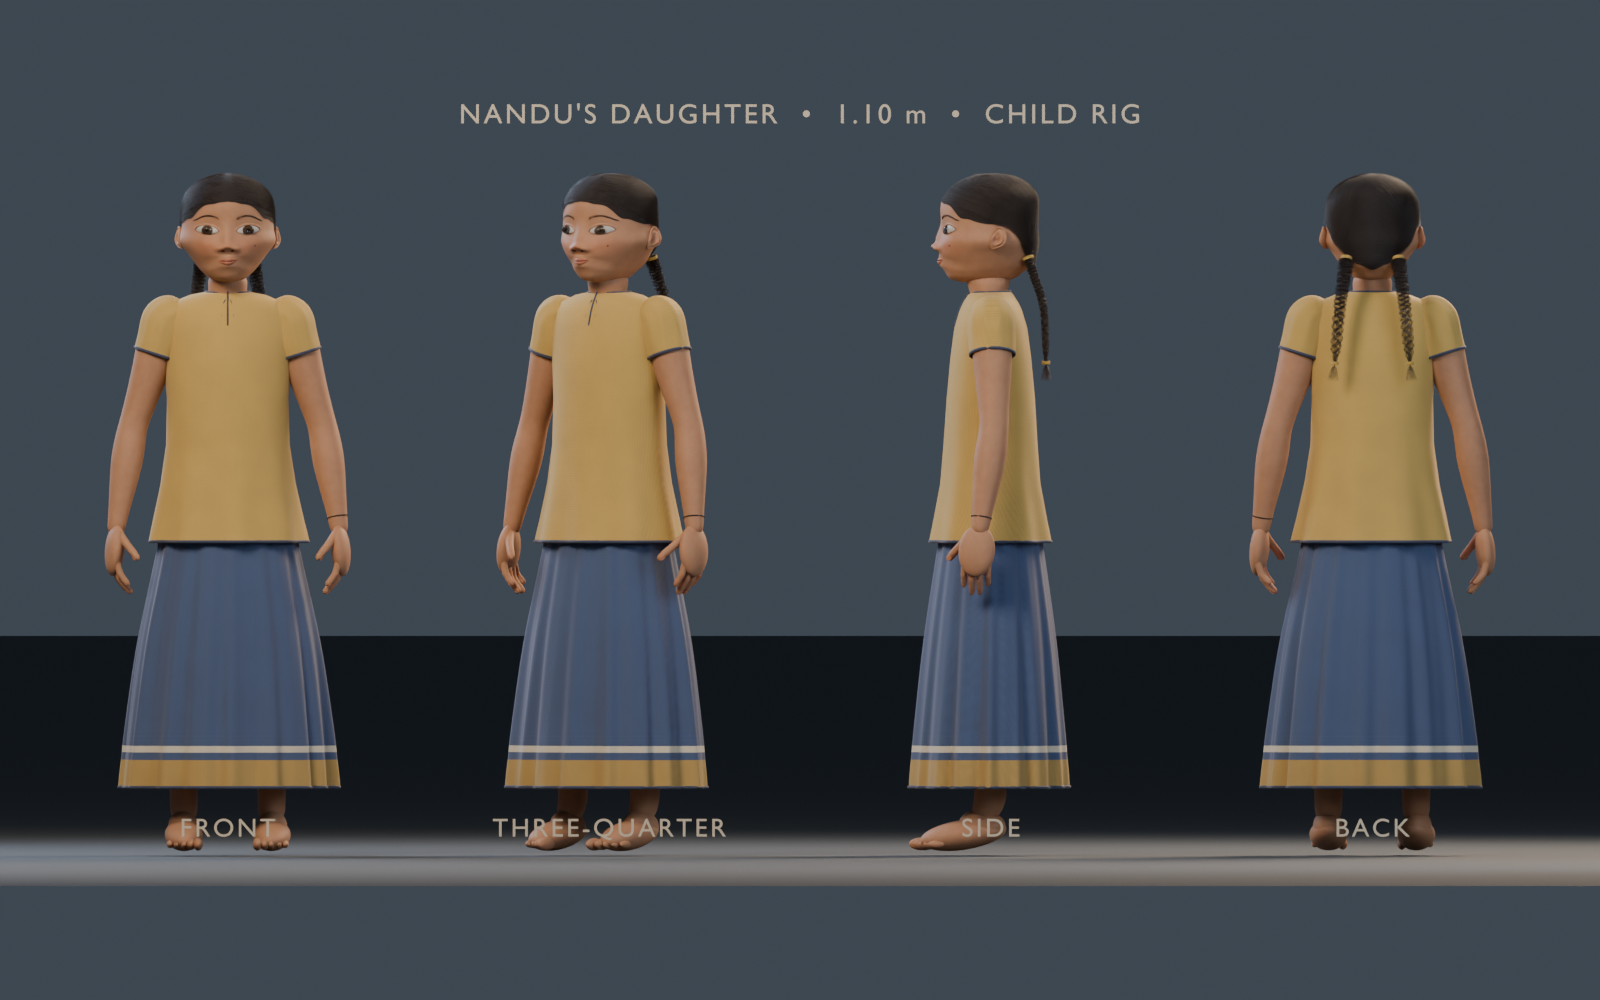 NANDU'S DAUGHTER • 1.10 m • CHILD RIG
FRONT THREE-QUARTER SIDE BACK